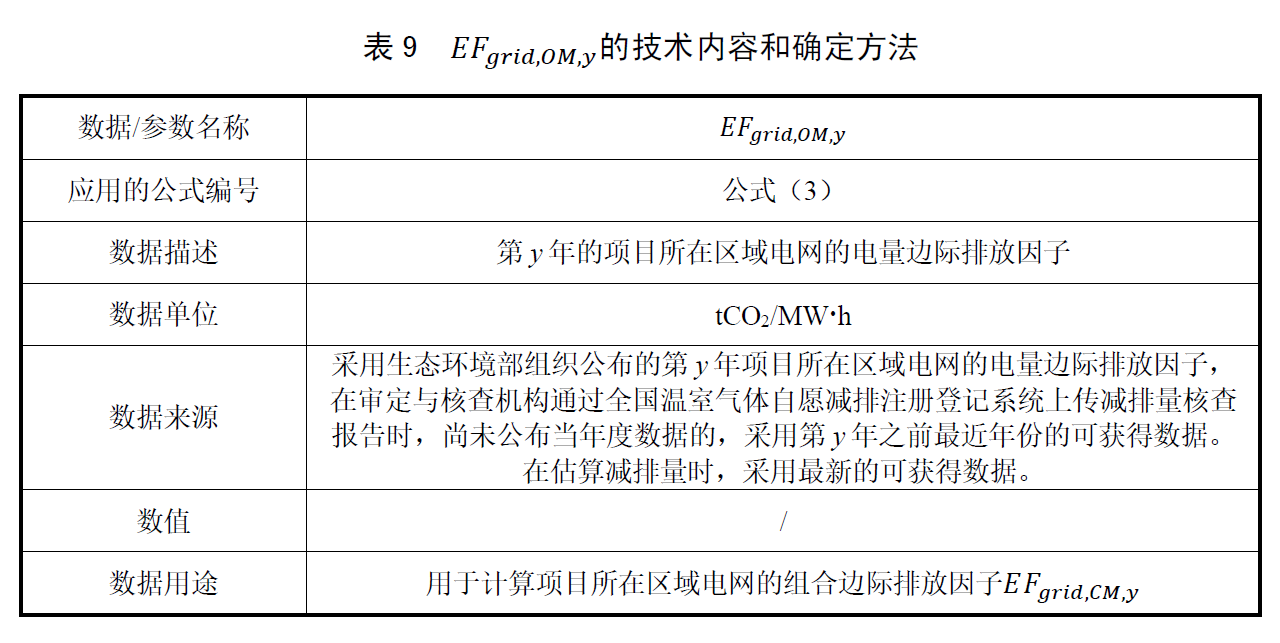 表 9 EFgrid,OM,y的技术内容和确定方法
数据/参数名称
EFgrid,OM,y
应用的公式编号
公式（3）
数据描述
第 y 年的项目所在区域电网的电量边际排放因子
数据单位
tCO₂/MW·h
数据来源
采用生态环境部组织公布的第 y 年项目所在区域电网的电量边际排放因子，
在审定与核查机构通过全国温室气体自愿减排注册登记系统上传减排量核查
报告时，尚未公布当年度数据的，采用第 y 年之前最近年份的可获得数据。
在估算减排量时，采用最新的可获得数据。
数值
/
数据用途
用于计算项目所在区域电网的组合边际排放因子EFgrid,CM,y